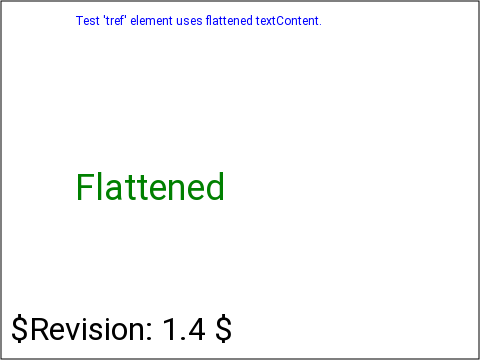 Test 'tref' element uses flattened textContent.
Flattened
$Revision: 1.4 $